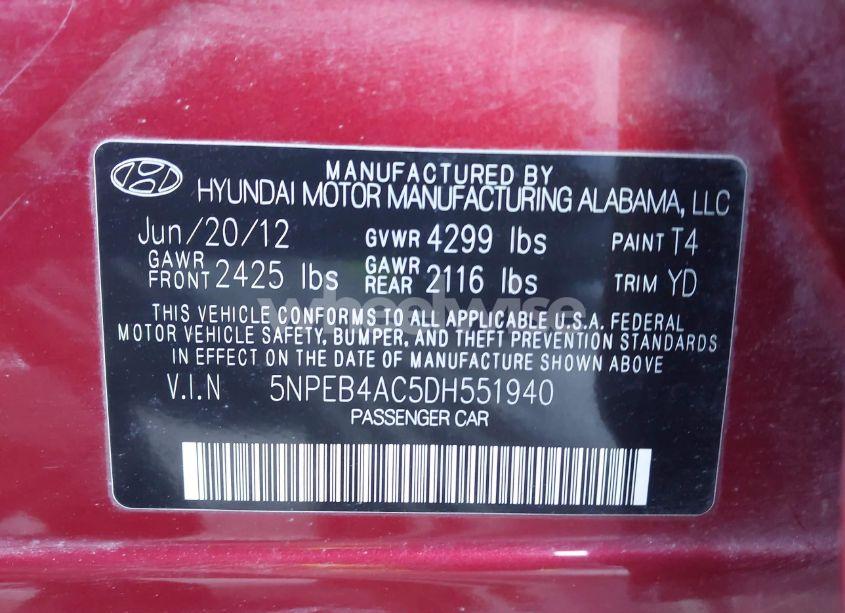 MANUFACTURED BY
HYUNDAI MOTOR MANUFACTURING ALABAMA, LLC
Jun/20/12 GVWR 4299 lbs PAINT T4
GAWR FRONT 2425 lbs GAWR REAR 2116 lbs TRIM YD
wheelwise
THIS VEHICLE CONFORMS TO ALL APPLICABLE U.S.A. FEDERAL
MOTOR VEHICLE SAFETY, BUMPER, AND THEFT PREVENTION STANDARDS
IN EFFECT ON THE DATE OF MANUFACTURE SHOWN ABOVE
V.I.N 5NPEB4AC5DH551940
PASSENGER CAR